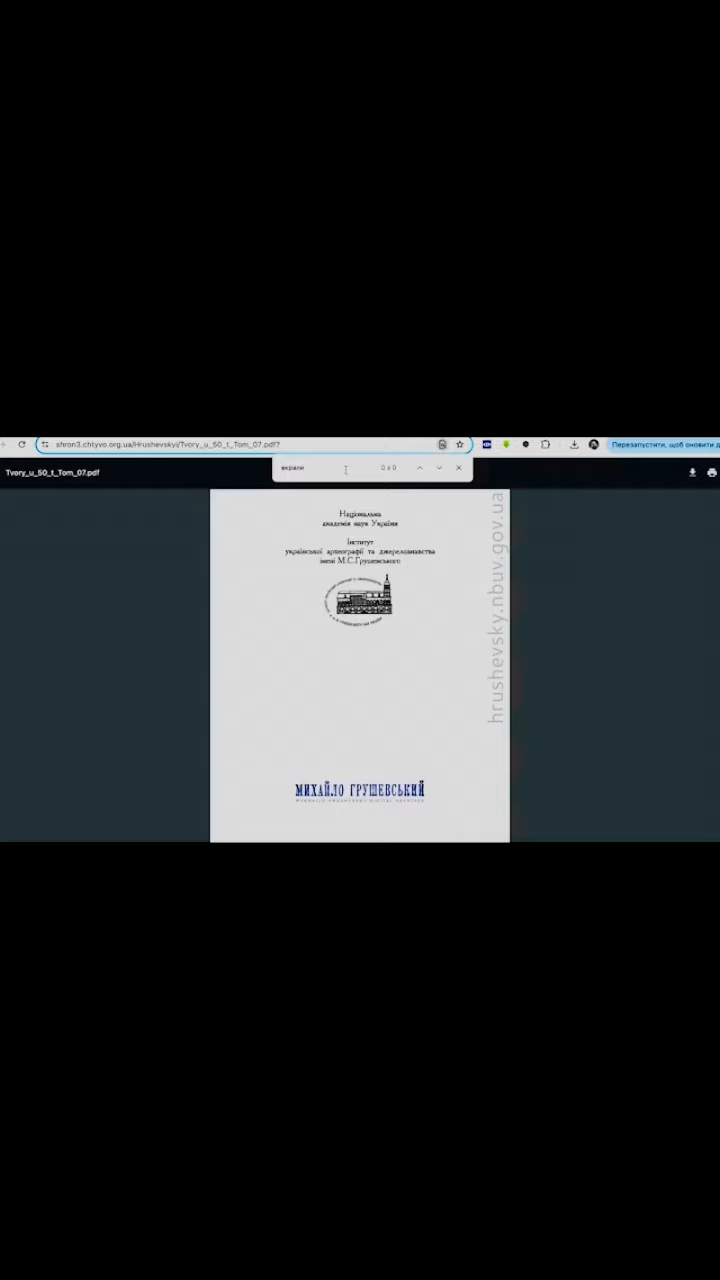 shron3.chtyvo.org.ua/Hrushevskyi/Tvory_u_50_t_Tom_07.pdf?
Перезапустити, щоб оновити д
вкрали
0 з 0
Tvory_u_50_t_Tom_07.pdf
Національна
академія наук України
Інститут
української археографії та джерелознавства
імені М.С.Грушевського
hrushevsky.nbuv.gov.ua
МИХАЙЛО ГРУШЕВСЬКИЙ